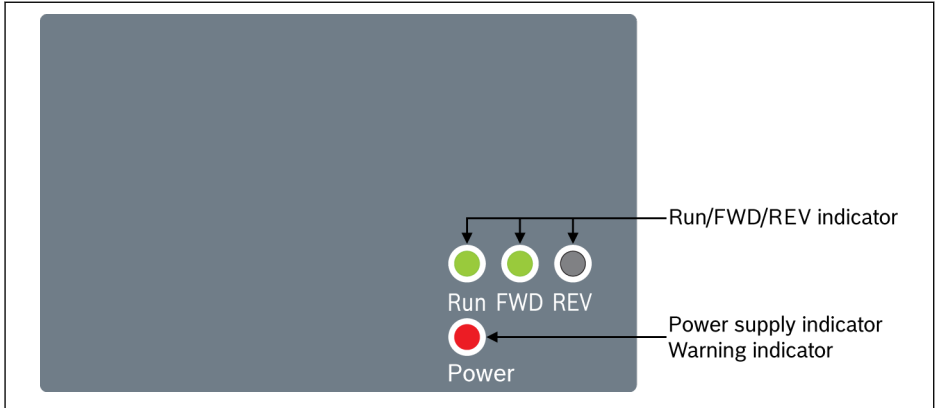 Run/FWD/REV indicator
Run FWD REV
Power supply indicator
Warning indicator
Power